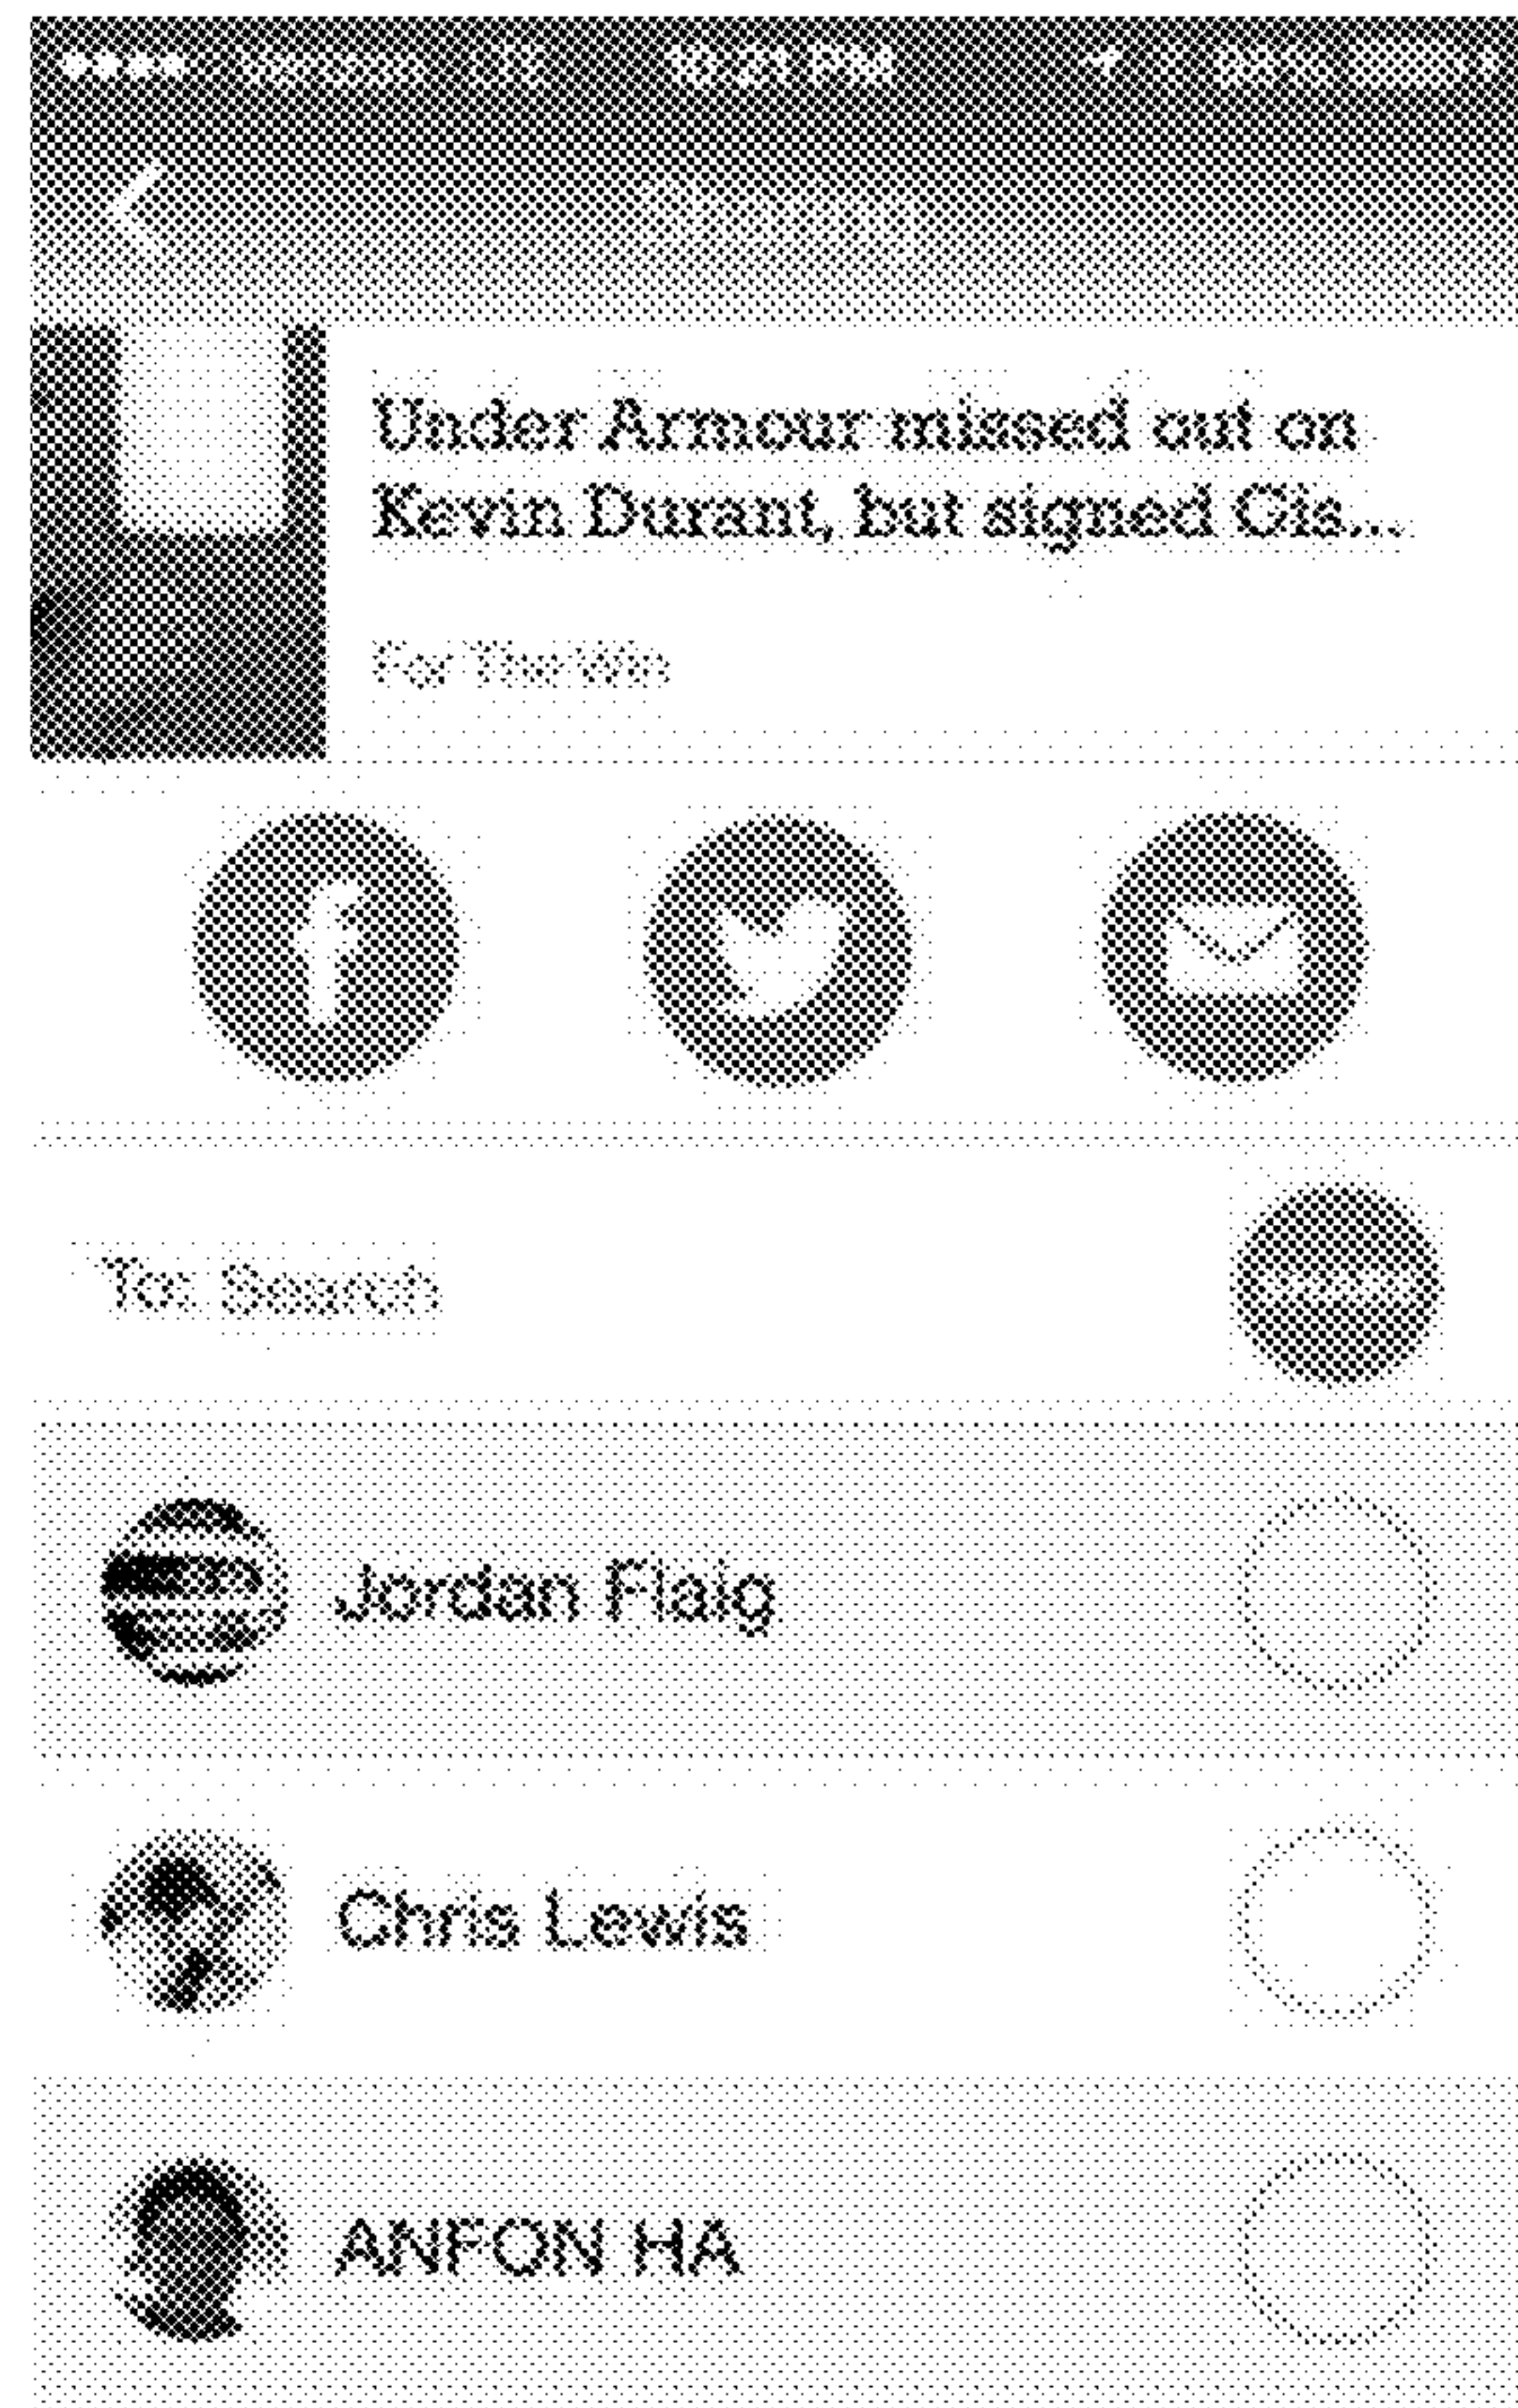 Under Armour missed out on
Kevin Durant, but signed Gis...
For The Win
To: Search
Jordan Flaig
Chris Lewis
ANFON HA